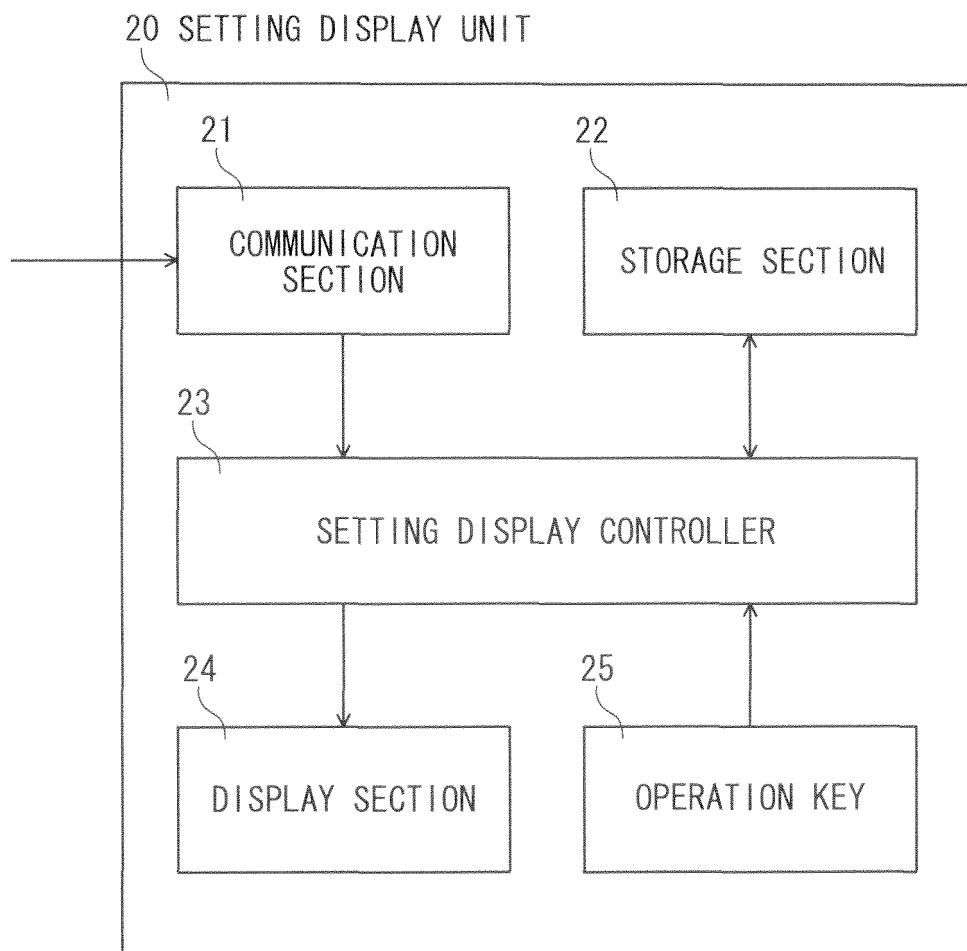 20 SETTING DISPLAY UNIT
21
22
COMMUNICATION
SECTION
STORAGE SECTION
23
SETTING DISPLAY CONTROLLER
24
25
DISPLAY SECTION
OPERATION KEY